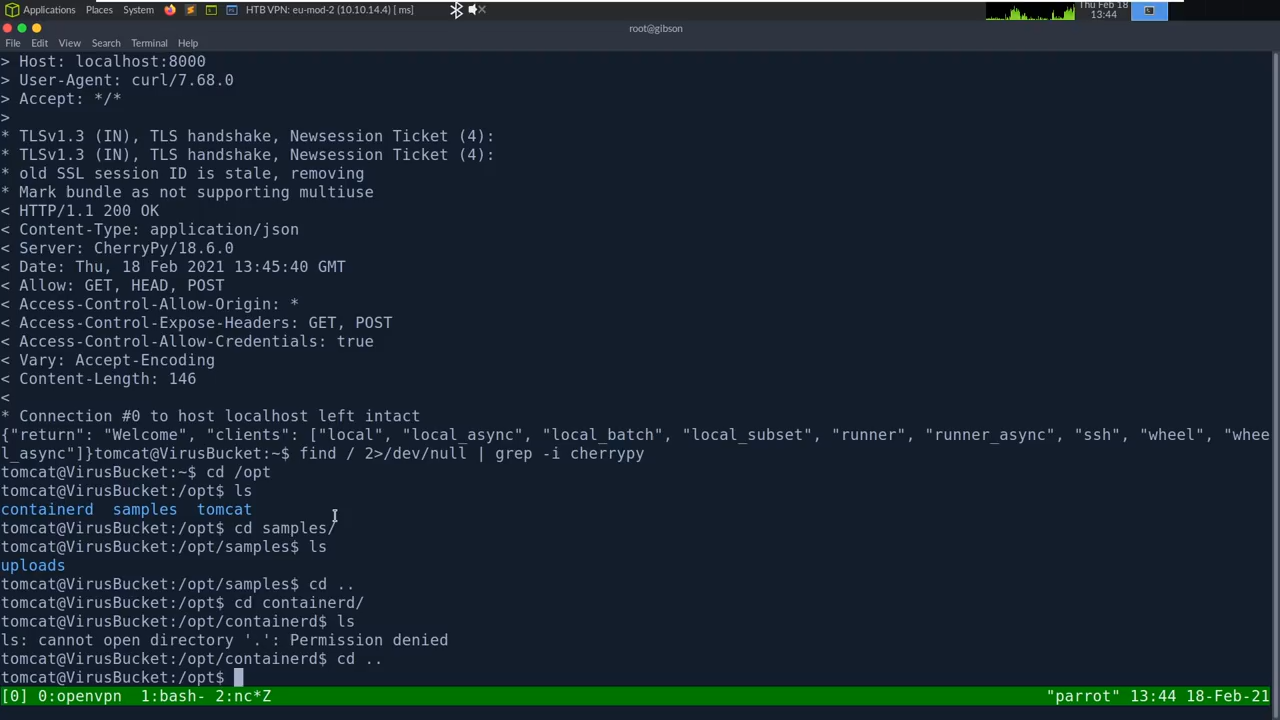 Applications Places System HTB VPN: eu-mod-2 (10.10.14.4) [ ms] Thu Feb 18
13:44
root@gibson
File Edit View Search Terminal Help
> Host: localhost:8000
> User-Agent: curl/7.68.0
> Accept: */*
>
* TLSv1.3 (IN), TLS handshake, Newsession Ticket (4):
* TLSv1.3 (IN), TLS handshake, Newsession Ticket (4):
* old SSL session ID is stale, removing
* Mark bundle as not supporting multiuse
< HTTP/1.1 200 OK
< Content-Type: application/json
< Server: CherryPy/18.6.0
< Date: Thu, 18 Feb 2021 13:45:40 GMT
< Allow: GET, HEAD, POST
< Access-Control-Allow-Origin: *
< Access-Control-Expose-Headers: GET, POST
< Access-Control-Allow-Credentials: true
< Vary: Accept-Encoding
< Content-Length: 146
<
* Connection #0 to host localhost left intact
{"return": "Welcome", "clients": ["local", "local_async", "local_batch", "local_subset", "runner", "runner_async", "ssh", "wheel", "whee
l_async"]}tomcat@VirusBucket:~$ find / 2>/dev/null | grep -i cherrypy
tomcat@VirusBucket:~$ cd /opt
tomcat@VirusBucket:/opt$ ls
containerd samples tomcat
tomcat@VirusBucket:/opt$ cd samples/
tomcat@VirusBucket:/opt/samples$ ls
uploads
tomcat@VirusBucket:/opt/samples$ cd ..
tomcat@VirusBucket:/opt$ cd containerd/
tomcat@VirusBucket:/opt/containerd$ ls
ls: cannot open directory '.': Permission denied
tomcat@VirusBucket:/opt/containerd$ cd ..
tomcat@VirusBucket:/opt$
[0] 0:openvpn 1:bash- 2:nc*Z "parrot" 13:44 18-Feb-21